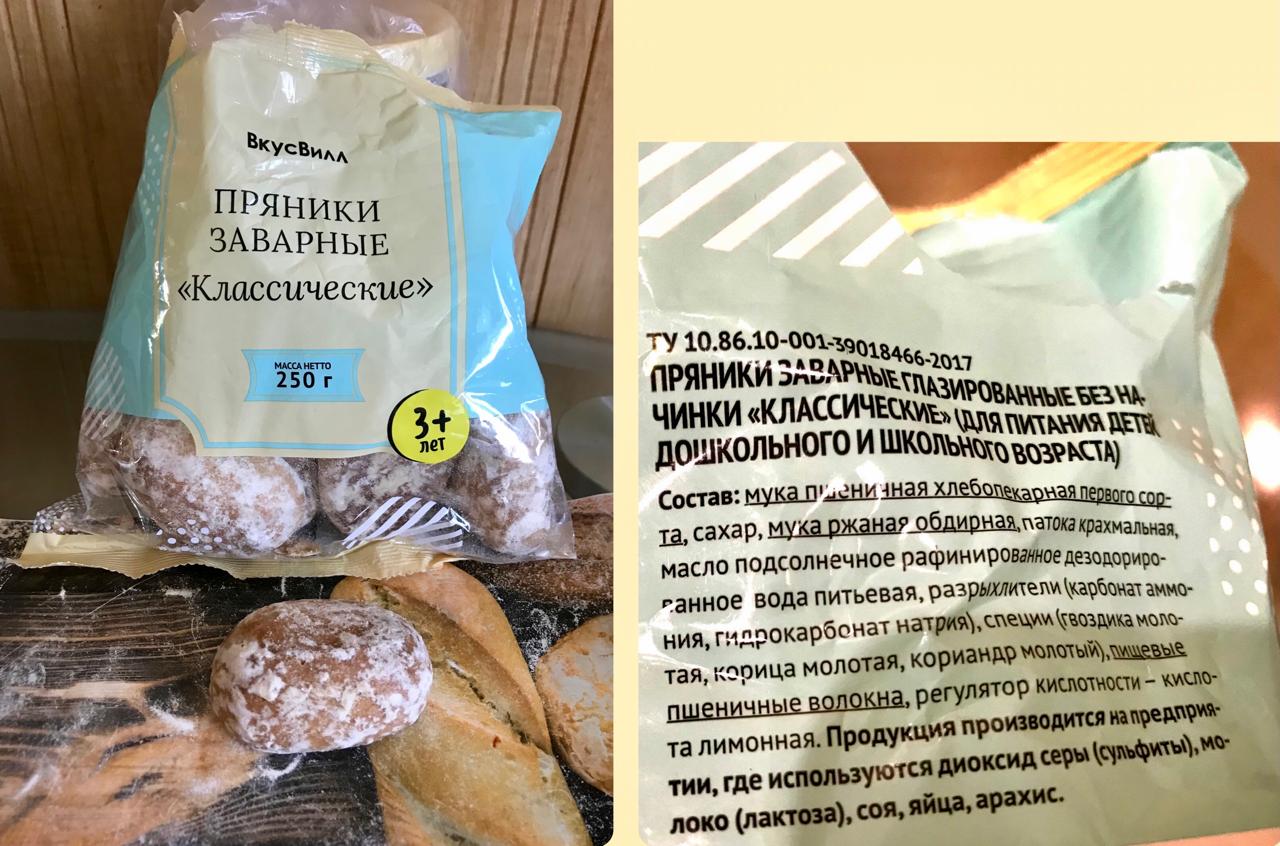 ВкусВилл
ПРЯНИКИ
ЗАВАРНЫЕ
«Классические»
МАССА НЕТТО
250 г
3+
лет
ТУ 10.86.10-001-39018466-2017
ПРЯНИКИ ЗАВАРНЫЕ ГЛАЗИРОВАННЫЕ БЕЗ НА-
ЧИНКИ «КЛАССИЧЕСКИЕ» (ДЛЯ ПИТАНИЯ ДЕТЕЙ
ДОШКОЛЬНОГО И ШКОЛЬНОГО ВОЗРАСТА)
Состав: мука пшеничная хлебопекарная первого сор-
та, сахар, мука ржаная обдирная, патока крахмальная,
масло подсолнечное рафинированное дезодориро-
ванное, вода питьевая, разрыхлители (карбонат аммо-
ния, гидрокарбонат натрия), специи (гвоздика моло-
тая, корица молотая, кориандр молотый), пищевые
пшеничные волокна, регулятор кислотности – кисло-
та лимонная. Продукция производится на предприя-
тии, где используются диоксид серы (сульфиты), мо-
локо (лактоза), соя, яйца, арахис.